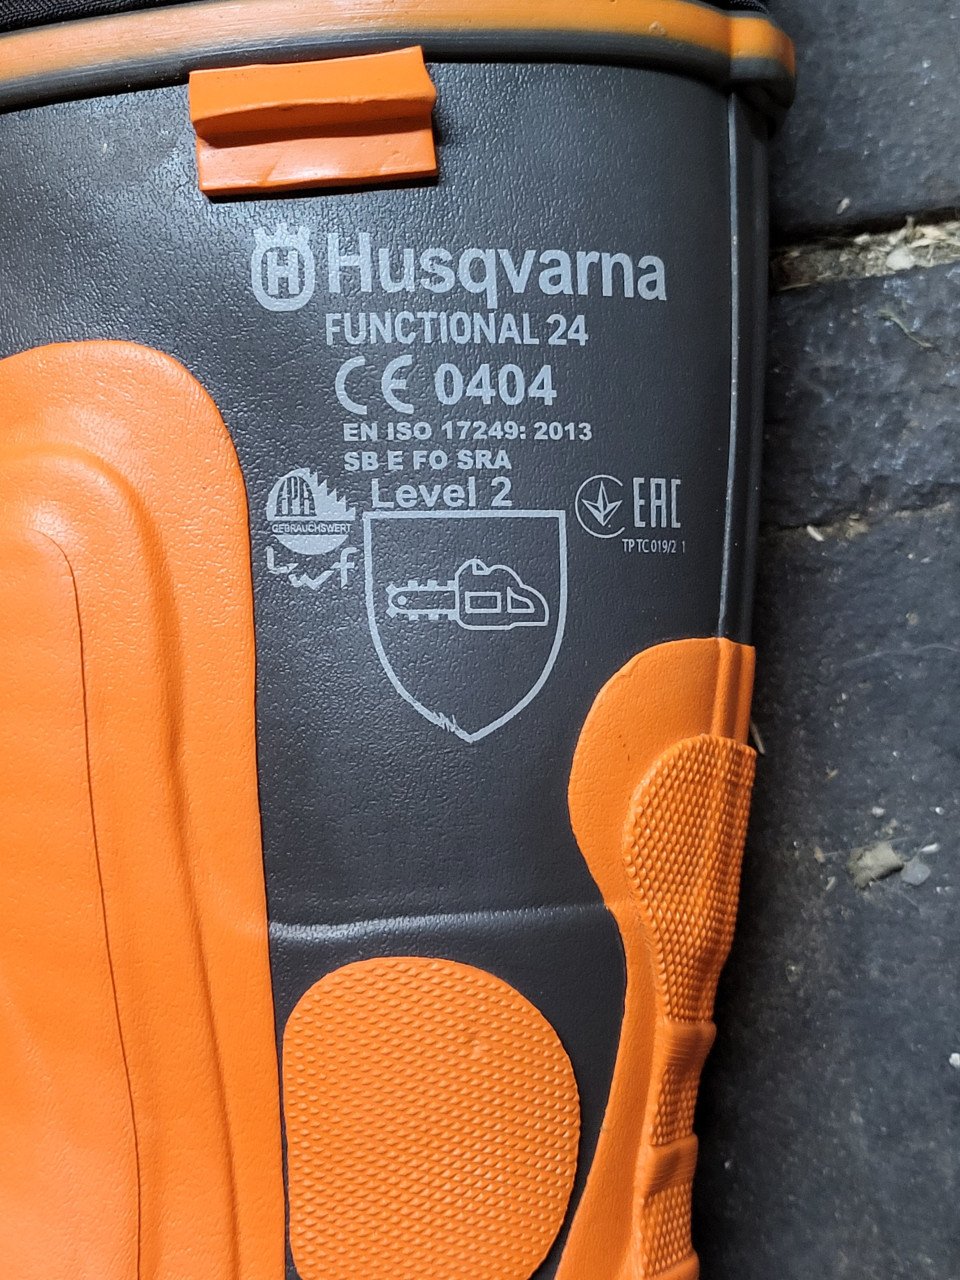 H Husqvarna
FUNCTIONAL 24
CE 0404
EN ISO 17249: 2013
SB E FO SRA
Level 2
GEBRAUCHSWERT
Lwf
EAC
TP TC 019/2 1